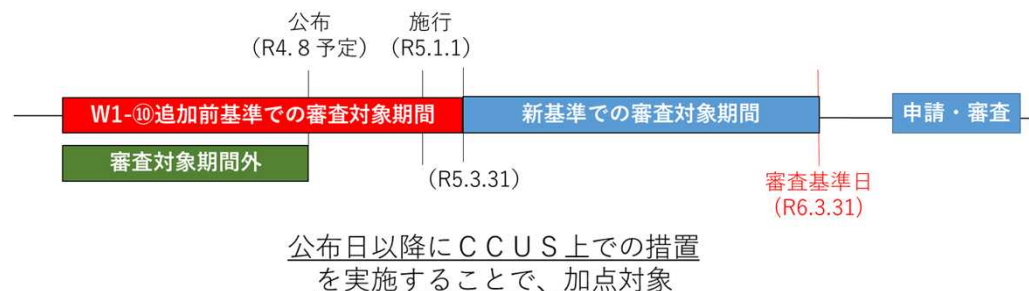 公布
(R4. 8 予定)
施行
(R5.1.1)
W1-⑩追加前基準での審査対象期間
新基準での審査対象期間
申請・審査
審査対象期間外
(R5.3.31)
審査基準日
(R6.3.31)
公布日以降にＣＣＵＳ上での措置
を実施することで、加点対象